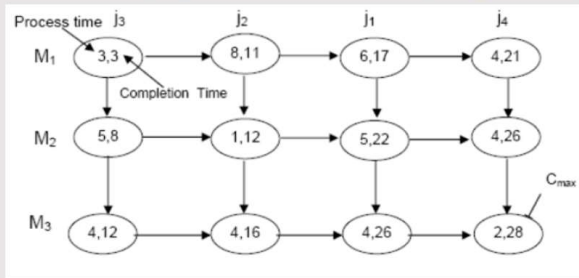 Process time j3 j2 j1 j4
M1 3,3 8,11 6,17 4,21
Completion Time
M2 5,8 1,12 5,22 4,26
Cmax
M3 4,12 4,16 4,26 2,28